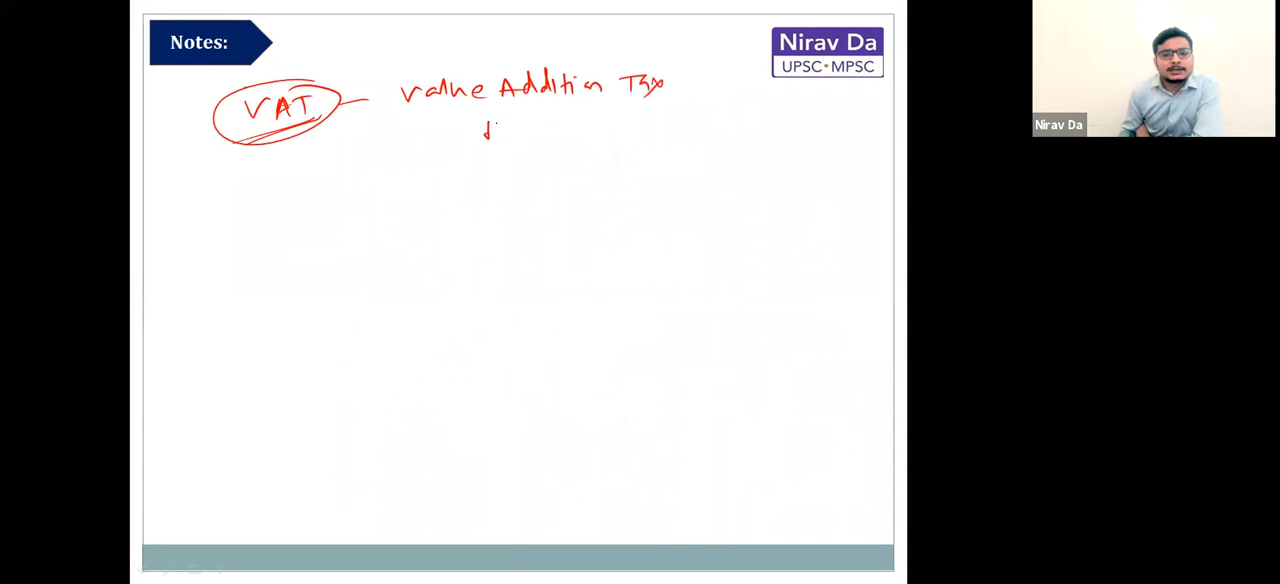 Notes:
Nirav Da
UPSC • MPSC
VAT - Value Addition Tax
Nirav Da